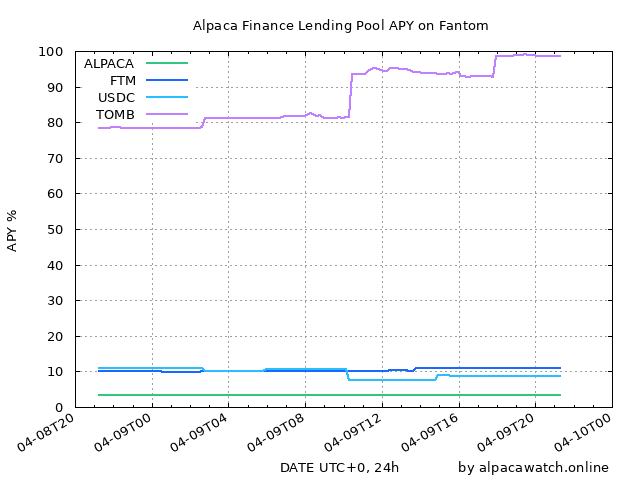 Alpaca Finance Lending Pool APY on Fantom
ALPACA
FTM
USDC
TOMB
APY %
100
90
80
70
60
50
40
30
20
10
0
04-08T20
04-09T00
04-09T04
04-09T08
04-09T12
04-09T16
04-09T20
04-10T00
DATE UTC+0, 24h
by alpacawatch.online